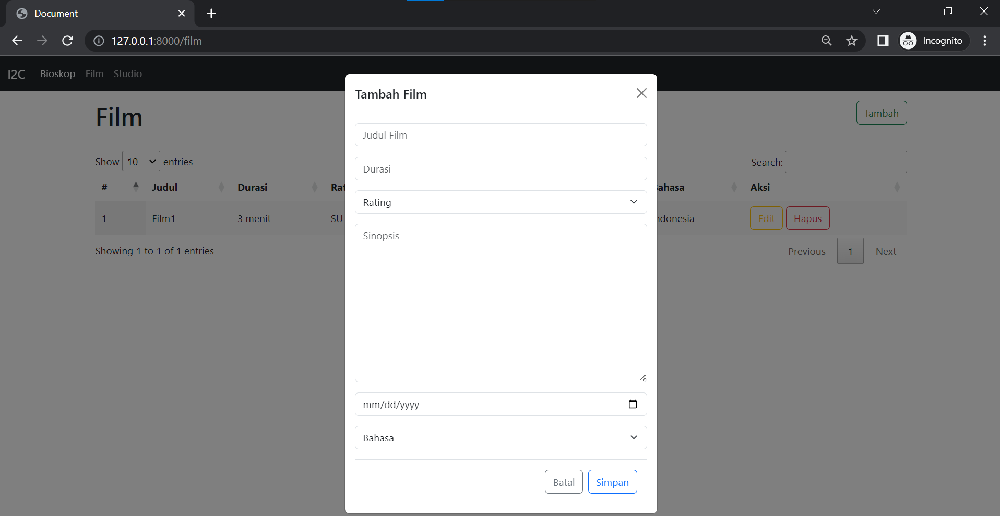 Document
127.0.0.1:8000/film
Incognito
I2C Bioskop Film Studio
Tambah Film
Film
Tambah
Judul Film
Show 10 entries
Search:
Durasi
# Judul Durasi Rat ahasa Aksi
Rating
1 Film1 3 menit SU ndonesia Edit Hapus
Sinopsis
Showing 1 to 1 of 1 entries
Previous 1 Next
mm/dd/yyyy
Bahasa
Batal Simpan